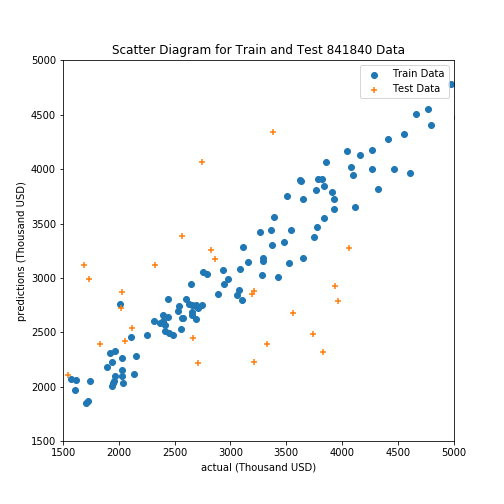 Scatter Diagram for Train and Test 841840 Data
Train Data
Test Data
5000
4500
4000
3500
3000
2500
2000
1500
predictions (Thousand USD)
1500 2000 2500 3000 3500 4000 4500 5000
actual (Thousand USD)